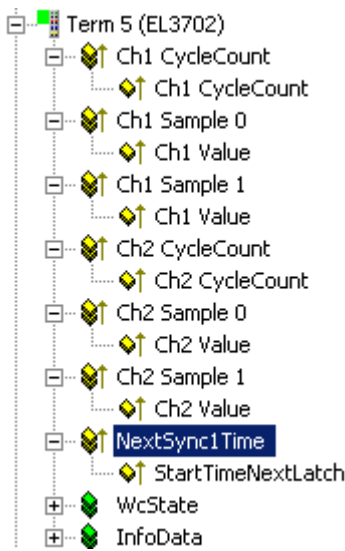 Term 5 (EL3702)
Ch1 CycleCount
Ch1 CycleCount
Ch1 Sample 0
Ch1 Value
Ch1 Sample 1
Ch1 Value
Ch2 CycleCount
Ch2 CycleCount
Ch2 Sample 0
Ch2 Value
Ch2 Sample 1
Ch2 Value
NextSync1Time
StartTimeNextLatch
WcState
InfoData